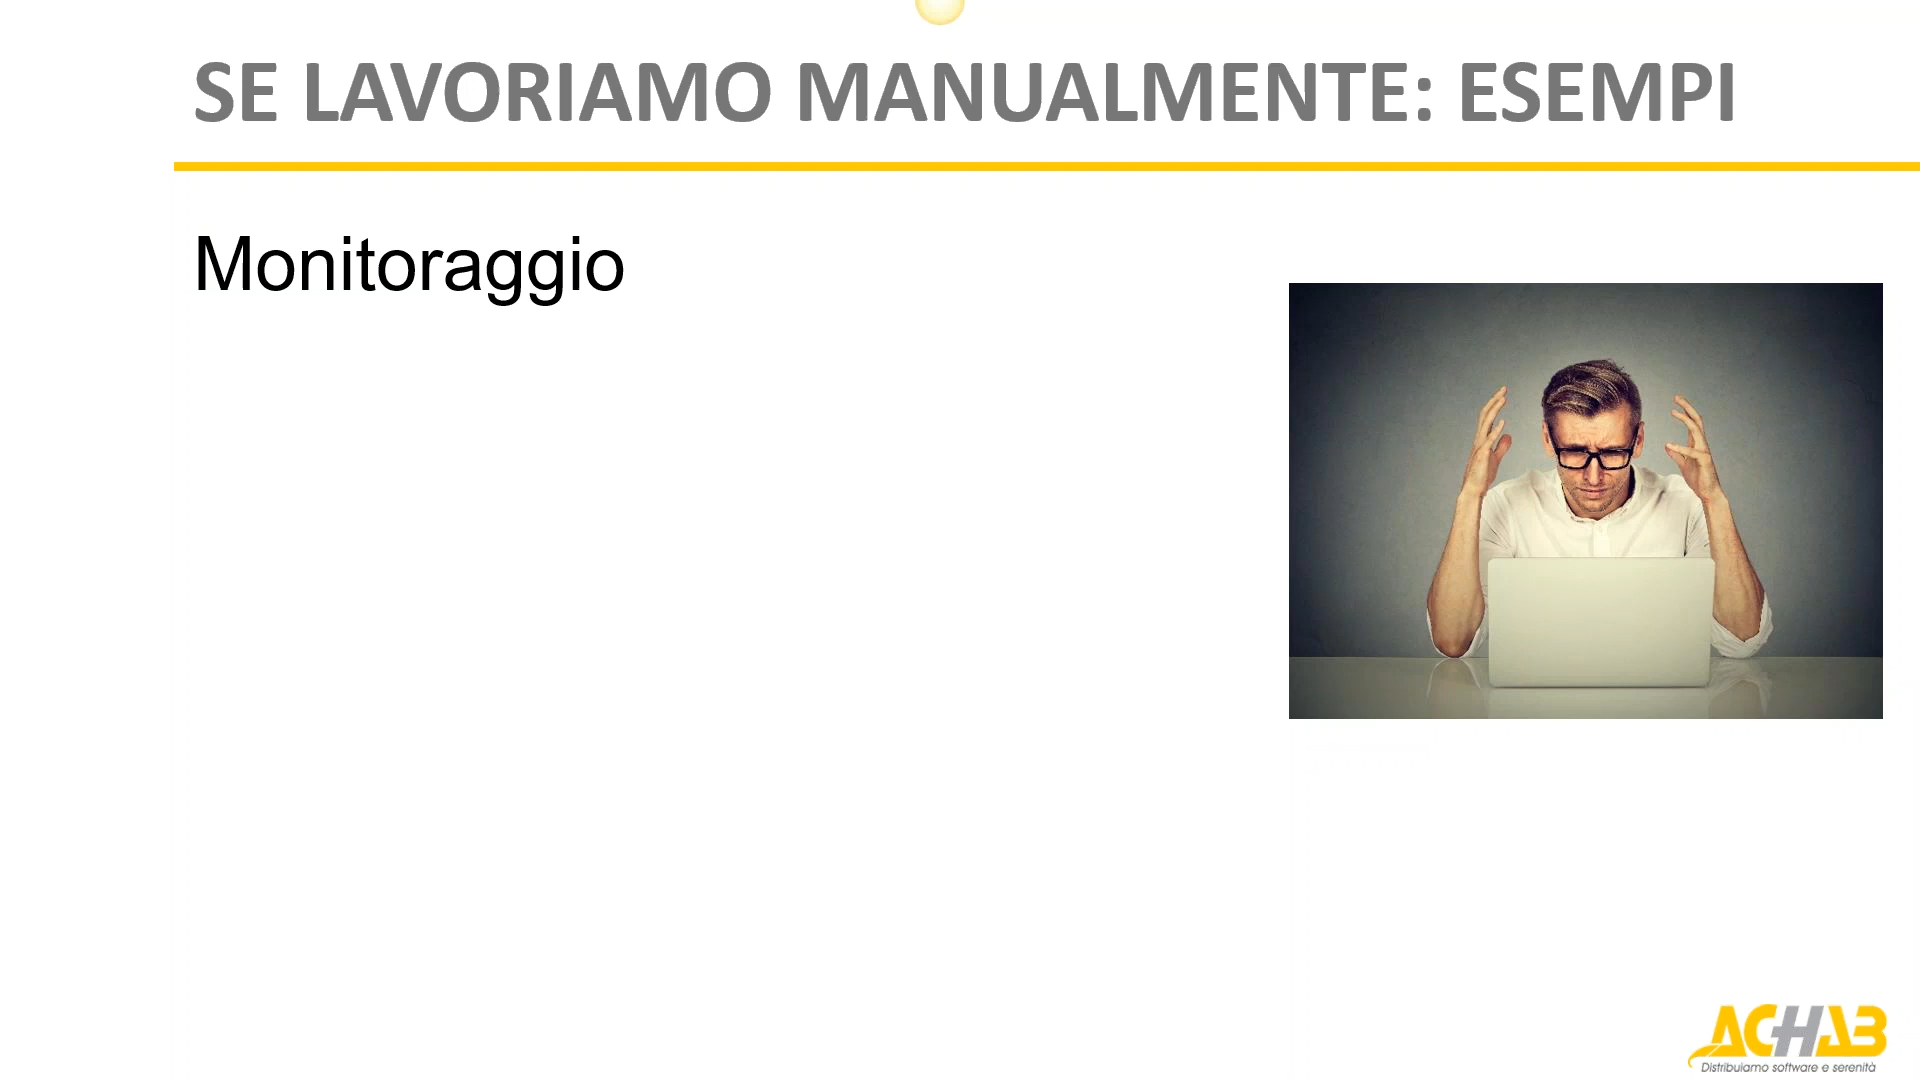 SE LAVORIAMO MANUALMENTE: ESEMPI
Monitoraggio
ACHAB
Distribuiamo software e serenità